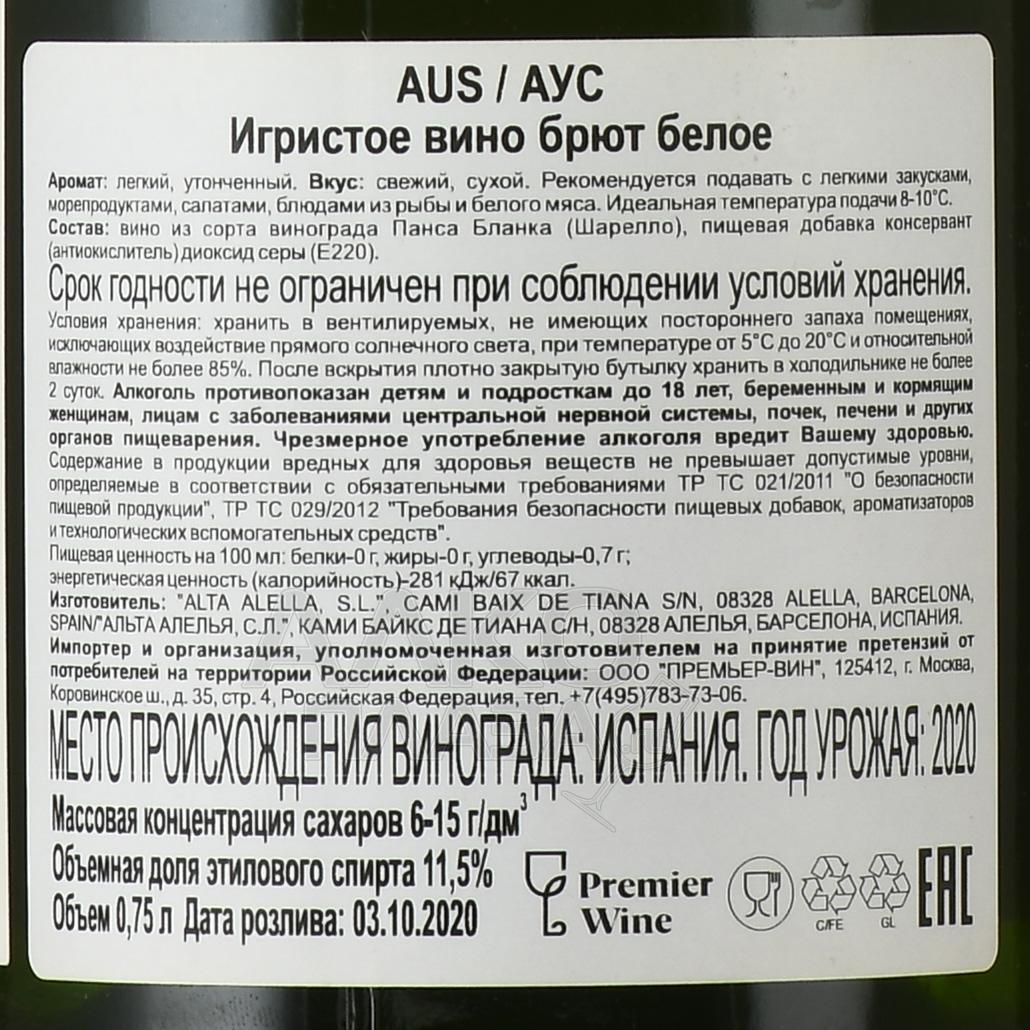 AUS / АУС
Игристое вино брют белое
Аромат: легкий, утонченный. Вкус: свежий, сухой. Рекомендуется подавать с легкими закусками,
морепродуктами, салатами, блюдами из рыбы и белого мяса. Идеальная температура подачи 8-10°С.
Состав: вино из сорта винограда Панса Бланка (Шарелло), пищевая добавка консервант
(антиокислитель) диоксид серы (Е220).
Срок годности не ограничен при соблюдении условий хранения.
Условия хранения: хранить в вентилируемых, не имеющих постороннего запаха помещениях,
исключающих воздействие прямого солнечного света, при температуре от 5°С до 20°С и относительной
влажности не более 85%. После вскрытия плотно закрытую бутылку хранить в холодильнике не более
2 суток. Алкоголь противопоказан детям и подросткам до 18 лет, беременным и кормящим
женщинам, лицам с заболеваниями центральной нервной системы, почек, печени и других
органов пищеварения. Чрезмерное употребление алкоголя вредит Вашему здоровью.
Содержание в продукции вредных для здоровья веществ не превышает допустимые уровни,
определяемые в соответствии с обязательными требованиями ТР ТС 021/2011 "О безопасности
пищевой продукции", ТР ТС 029/2012 "Требования безопасности пищевых добавок, ароматизаторов
и технологических вспомогательных средств".
Пищевая ценность на 100 мл: белки-0 г, жиры-0 г, углеводы-0,7 г;
энергетическая ценность (калорийность)-281 кДж/67 ккал.
Изготовитель: "ALTA ALELLA, S.L.", CAMI BAIX DE TIANA S/N, 08328 ALELLA, BARCELONA,
SPAIN/"АЛЬТА АЛЕЛЬЯ, С.Л.", КАМИ БАЙКС ДЕ ТИАНА С/Н, 08328 АЛЕЛЬЯ, БАРСЕЛОНА, ИСПАНИЯ.
Импортер и организация, уполномоченная изготовителем на принятие претензий от
потребителей на территории Российской Федерации: ООО "ПРЕМЬЕР-ВИН", 125412, г. Москва,
Коровинское ш., д. 35, стр. 4, Российская Федерация, тел. +7(495)783-73-06.
МЕСТО ПРОИСХОЖДЕНИЯ ВИНОГРАДА: ИСПАНИЯ. ГОД УРОЖАЯ: 2020
Массовая концентрация сахаров 6-15 г/дм³
Объемная доля этилового спирта 11,5%
Объем 0,75 л Дата розлива: 03.10.2020
Premier
Wine
C/FE
GL
EAC